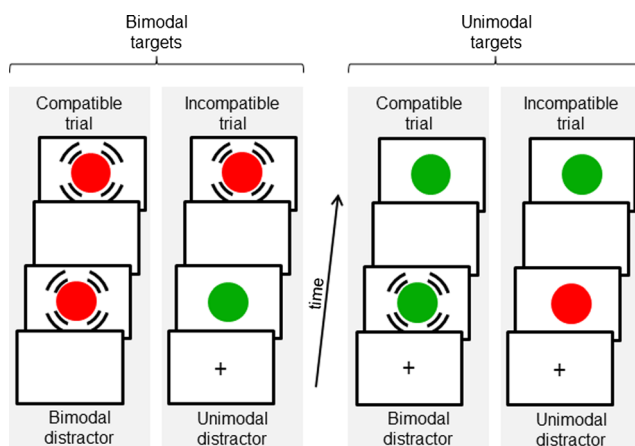 Bimodal
targets
Unimodal
targets
Compatible
trial
Incompatible
trial
Compatible
trial
Incompatible
trial
time
+
+
+
Bimodal
distractor
Unimodal
distractor
Bimodal
distractor
Unimodal
distractor